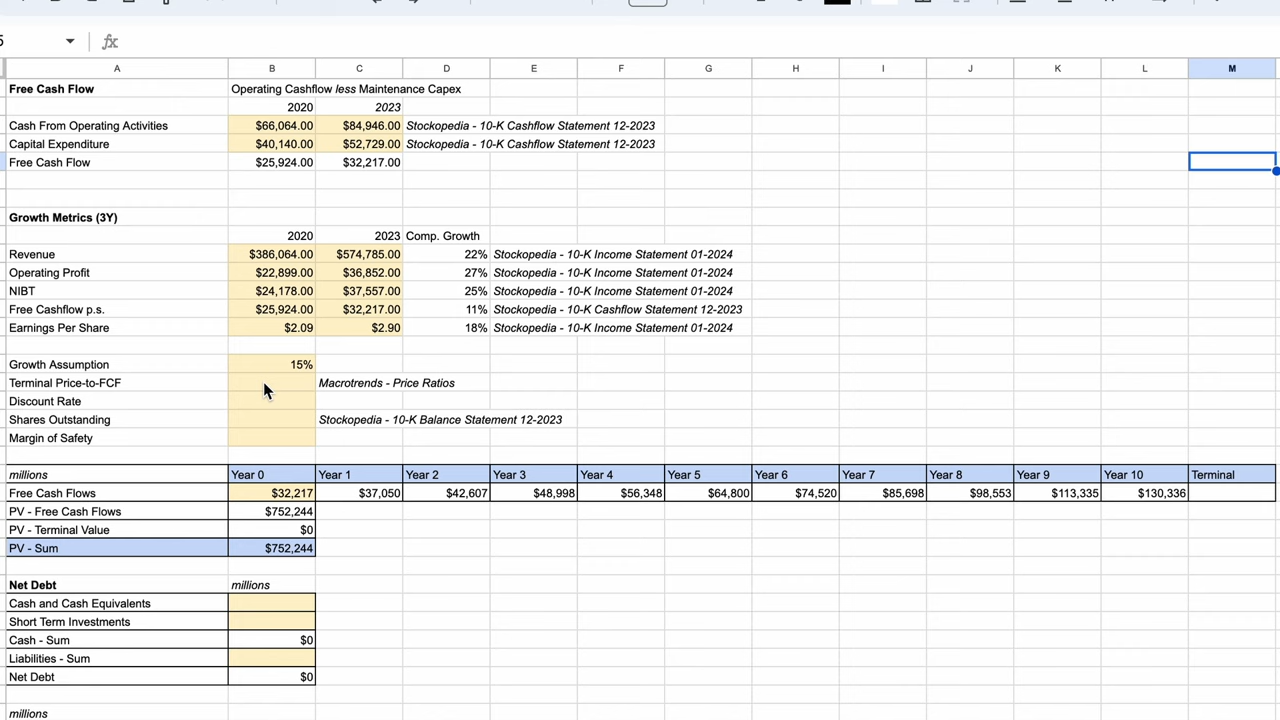 5 fx
A B C D E F G H I J K L M
Free Cash Flow Operating Cashflow less Maintenance Capex
2020 2023
Cash From Operating Activities $66,064.00 $84,946.00 Stockopedia - 10-K Cashflow Statement 12-2023
Capital Expenditure $40,140.00 $52,729.00 Stockopedia - 10-K Cashflow Statement 12-2023
Free Cash Flow $25,924.00 $32,217.00
Growth Metrics (3Y)
2020 2023 Comp. Growth
Revenue $386,064.00 $574,785.00 22% Stockopedia - 10-K Income Statement 01-2024
Operating Profit $22,899.00 $36,852.00 27% Stockopedia - 10-K Income Statement 01-2024
NIBT $24,178.00 $37,557.00 25% Stockopedia - 10-K Income Statement 01-2024
Free Cashflow p.s. $25,924.00 $32,217.00 11% Stockopedia - 10-K Cashflow Statement 12-2023
Earnings Per Share $2.09 $2.90 18% Stockopedia - 10-K Income Statement 01-2024
Growth Assumption 15%
Terminal Price-to-FCF Macrotrends - Price Ratios
Discount Rate
Shares Outstanding Stockopedia - 10-K Balance Statement 12-2023
Margin of Safety
millions Year 0 Year 1 Year 2 Year 3 Year 4 Year 5 Year 6 Year 7 Year 8 Year 9 Year 10 Terminal
Free Cash Flows $32,217 $37,050 $42,607 $48,998 $56,348 $64,800 $74,520 $85,698 $98,553 $113,335 $130,336
PV - Free Cash Flows $752,244
PV - Terminal Value $0
PV - Sum $752,244
Net Debt millions
Cash and Cash Equivalents
Short Term Investments
Cash - Sum $0
Liabilities - Sum
Net Debt $0
millions